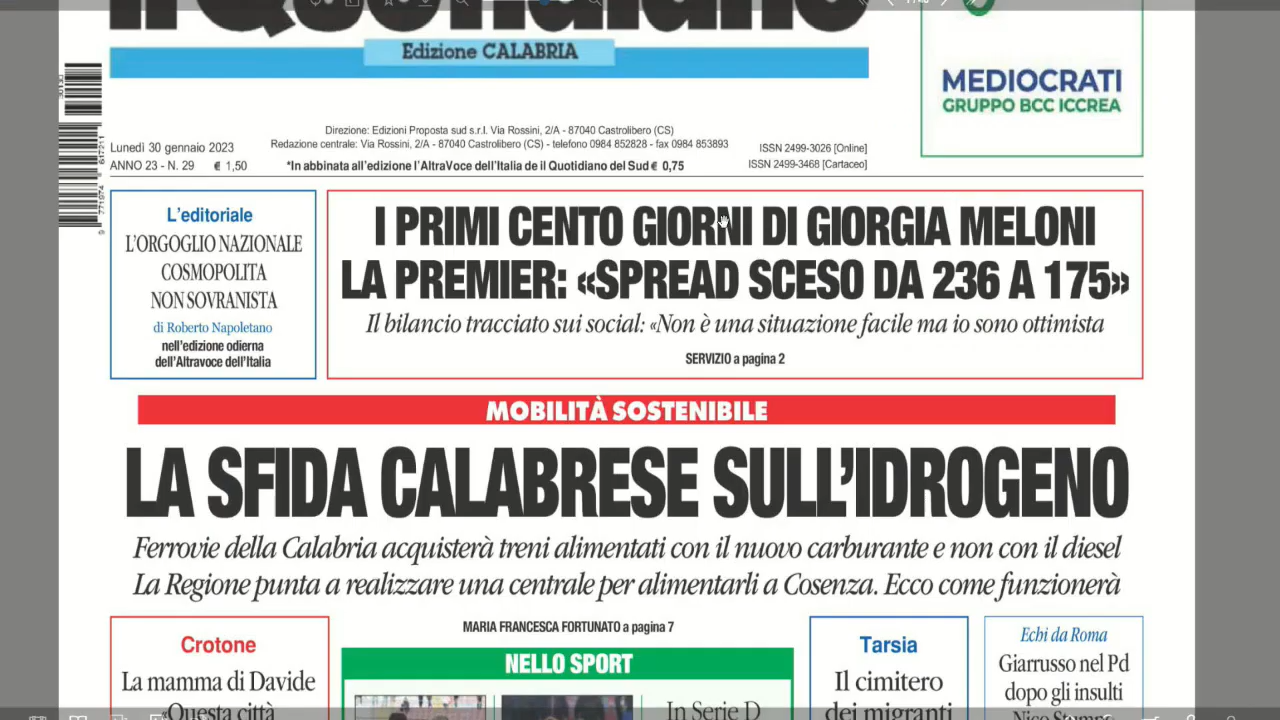 Il Quotidiano
Edizione CALABRIA
MEDIOCRATI
GRUPPO BCC ICCREA
Direzione: Edizioni Proposta sud s.r.l. Via Rossini, 2/A - 87040 Castrolibero (CS)
Lunedì 30 gennaio 2023
Redazione centrale: Via Rossini, 2/A - 87040 Castrolibero (CS) - telefono 0984 852828 - fax 0984 853893
ISSN 2499-3026 [Online]
ANNO 23 - N. 29 € 1,50
*In abbinata all'edizione l'AltraVoce dell'Italia de il Quotidiano del Sud € 0,75
ISSN 2499-3468 [Cartaceo]
L'editoriale
L'ORGOGLIO NAZIONALE
COSMOPOLITA
NON SOVRANISTA
di Roberto Napoletano
nell'edizione odierna
dell'Altravoce dell'Italia
I PRIMI CENTO GIORNI DI GIORGIA MELONI
LA PREMIER: «SPREAD SCESO DA 236 A 175»
Il bilancio tracciato sui social: «Non è una situazione facile ma io sono ottimista
SERVIZIO a pagina 2
MOBILITÀ SOSTENIBILE
LA SFIDA CALABRESE SULL'IDROGENO
Ferrovie della Calabria acquisterà treni alimentati con il nuovo carburante e non con il diesel
La Regione punta a realizzare una centrale per alimentarli a Cosenza. Ecco come funzionerà
Crotone
La mamma di Davide
«Questa città
MARIA FRANCESCA FORTUNATO a pagina 7
NELLO SPORT
In Serie D
Tarsia
Il cimitero
dei migranti
Echi da Roma
Giarrusso nel Pd
dopo gli insulti